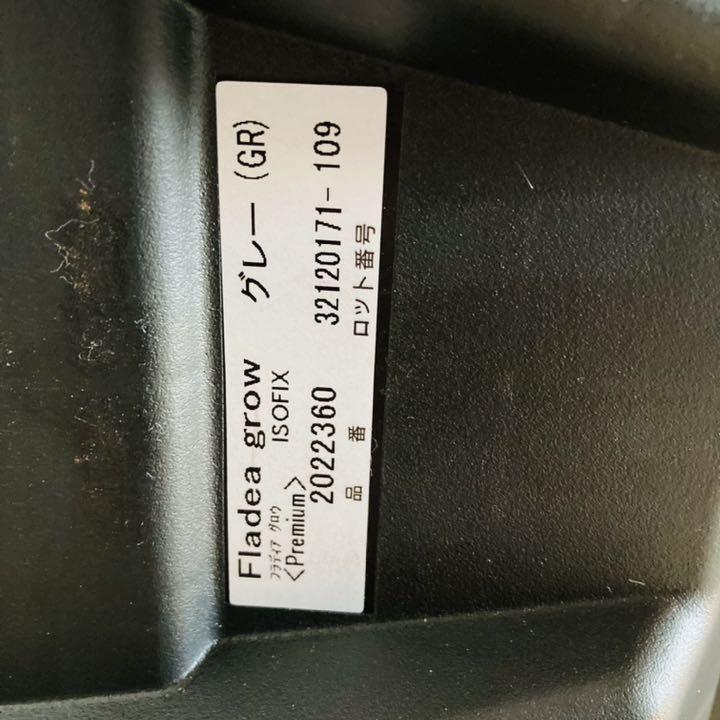 Fladea grow グレー (GR)
フラディア グロウ ISOFIX
〈Premium〉
2022360 32120171-109
品番 ロット番号